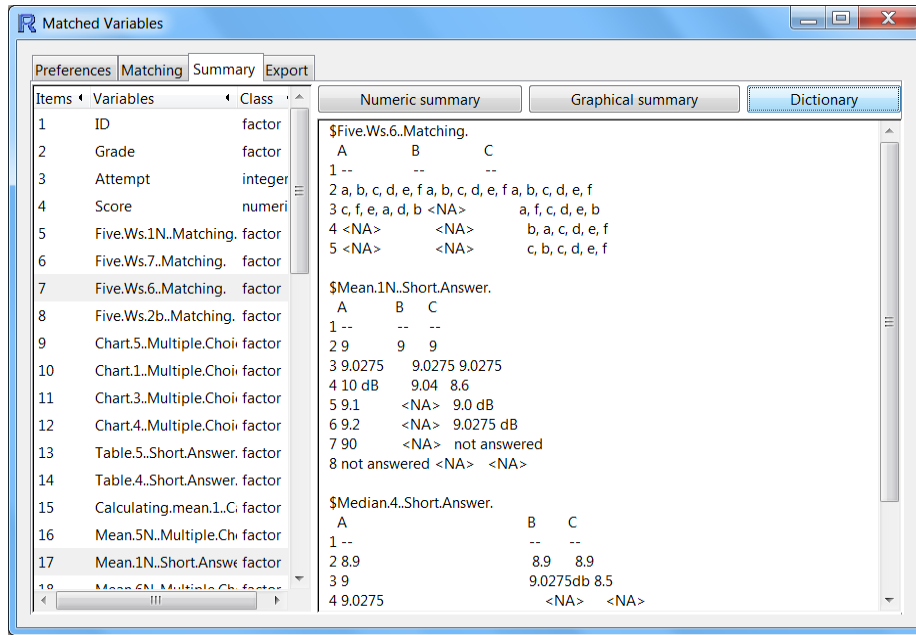 Matched Variables
Preferences Matching Summary Export
Items Variables Class
1 ID factor
2 Grade factor
3 Attempt integer
4 Score numeri
5 Five.Ws.1N..Matching. factor
6 Five.Ws.7..Matching. factor
7 Five.Ws.6..Matching. factor
8 Five.Ws.2b..Matching. factor
9 Chart.5..Multiple.Choi factor
10 Chart.1..Multiple.Choi factor
11 Chart.3..Multiple.Choi factor
12 Chart.4..Multiple.Choi factor
13 Table.5..Short.Answer. factor
14 Table.4..Short.Answer. factor
15 Calculating.mean.1..Ca factor
16 Mean.5N..Multiple.Ch factor
17 Mean.1N..Short.Answe factor
18 Mean.6N..Multiple.Ch factor
Numeric summary Graphical summary Dictionary
$Five.Ws.6..Matching.
A B C
1 -- -- --
2 a, b, c, d, e, f a, b, c, d, e, f a, b, c, d, e, f
3 c, f, e, a, d, b <NA> a, f, c, d, e, b
4 <NA> <NA> b, a, c, d, e, f
5 <NA> <NA> c, b, c, d, e, f
$Mean.1N..Short.Answer.
A B C
1 -- -- --
2 9 9 9
3 9.0275 9.0275 9.0275
4 10 dB 9.04 8.6
5 9.1 <NA> 9.0 dB
6 9.2 <NA> 9.0275 dB
7 90 <NA> not answered
8 not answered <NA> <NA>
$Median.4..Short.Answer.
A B C
1 -- -- --
2 8.9 8.9 8.9
3 9 9.0275db 8.5
4 9.0275 <NA> <NA>